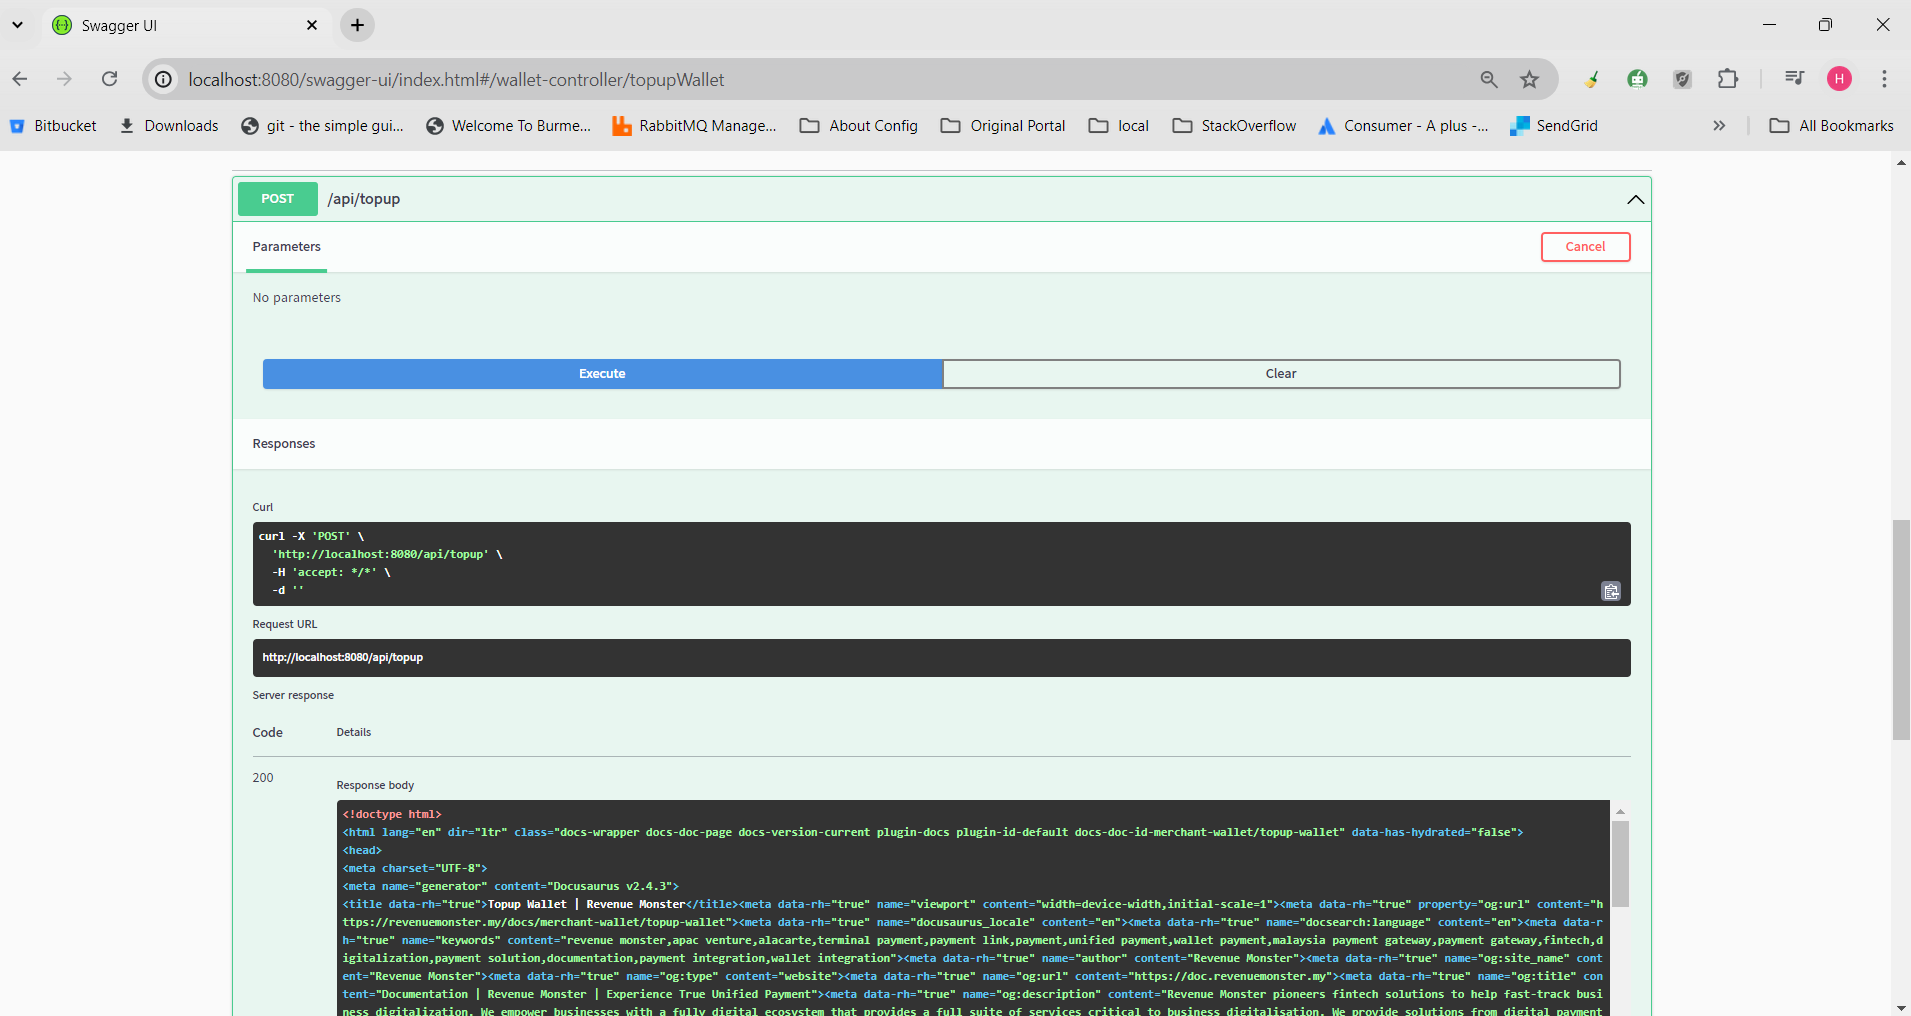 Swagger UI
localhost:8080/swagger-ui/index.html#/wallet-controller/topupWallet
H
Bitbucket Downloads git - the simple gui... Welcome To Burme... RabbitMQ Manage... About Config Original Portal local StackOverflow Consumer - A plus -... SendGrid » All Bookmarks
POST /api/topup
Parameters Cancel
No parameters
Execute Clear
Responses
Curl
curl -X 'POST' \
'http://localhost:8080/api/topup' \
-H 'accept: */*' \
-d ''
Request URL
http://localhost:8080/api/topup
Server response
Code Details
200
Response body
<!doctype html>
<html lang="en" dir="ltr" class="docs-wrapper docs-doc-page docs-version-current plugin-docs plugin-id-default docs-doc-id-merchant-wallet/topup-wallet" data-has-hydrated="false">
<head>
<meta charset="UTF-8">
<meta name="generator" content="Docusaurus v2.4.3">
<title data-rh="true">Topup Wallet | Revenue Monster</title><meta data-rh="true" name="viewport" content="width=device-width,initial-scale=1"><meta data-rh="true" property="og:url" content="h
ttps://revenuemonster.my/docs/merchant-wallet/topup-wallet"><meta data-rh="true" name="docusaurus_locale" content="en"><meta data-rh="true" name="docsearch:language" content="en"><meta data-r
h="true" name="keywords" content="revenue monster,apac venture,alacarte,terminal payment,payment link,payment,unified payment,wallet payment,malaysia payment gateway,payment gateway,fintech,d
igitalization,payment solution,documentation,payment integration,wallet integration"><meta data-rh="true" name="author" content="Revenue Monster"><meta data-rh="true" name="og:site_name" cont
ent="Revenue Monster"><meta data-rh="true" name="og:type" content="website"><meta data-rh="true" name="og:url" content="https://doc.revenuemonster.my"><meta data-rh="true" name="og:title" con
tent="Documentation | Revenue Monster | Experience True Unified Payment"><meta data-rh="true" name="og:description" content="Revenue Monster pioneers fintech solutions to help fast-track busi
ness digitalization. We empower businesses with a fully digital ecosystem that provides a full suite of services critical to business digitalisation. We provide solutions from digital payment